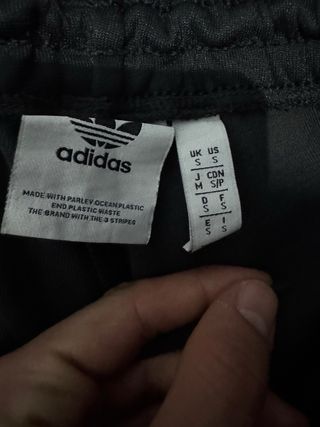 adidas
MADE WITH PARLEY OCEAN PLASTIC
END PLASTIC WASTE
THE BRAND WITH THE 3 STRIPES
UK US
S S
J CDN
M S/P
D F
S S
E I
S S